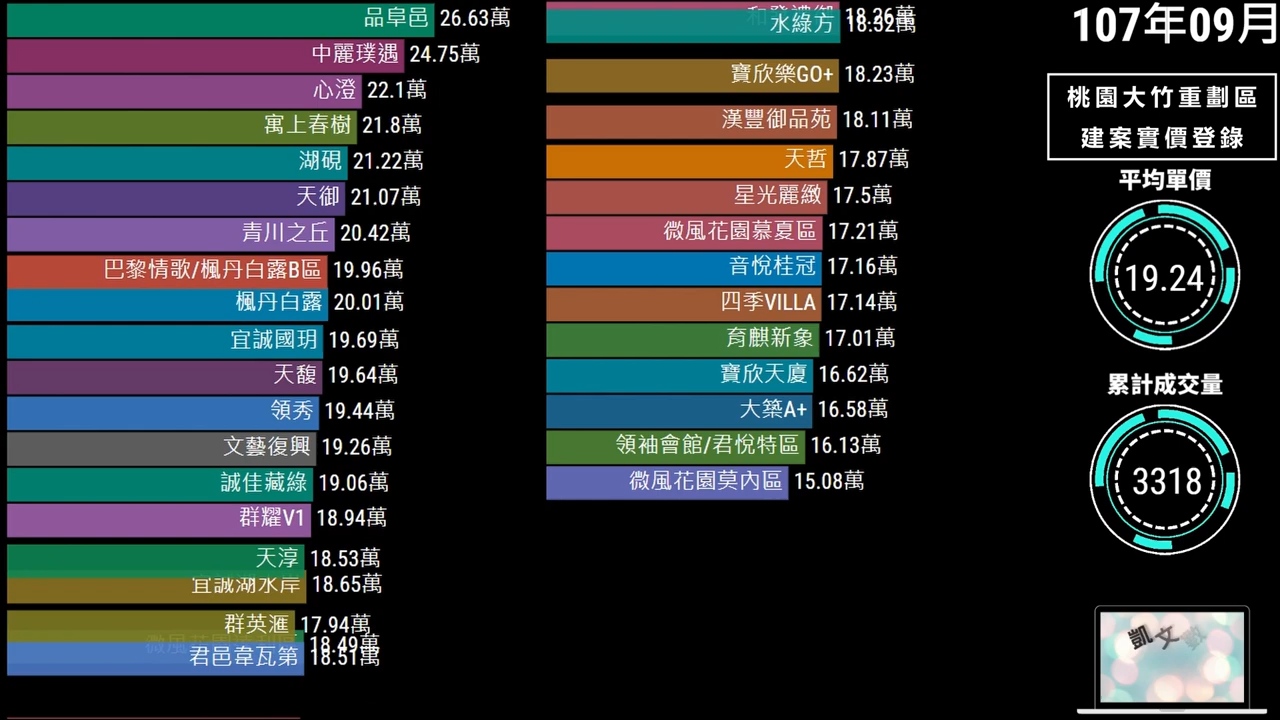 品阜邑 26.63萬
中麗璞遇 24.75萬
心澄 22.1萬
寓上春樹 21.8萬
湖硯 21.22萬
天御 21.07萬
青川之丘 20.42萬
巴黎情歌/楓丹白露B區 19.96萬
楓丹白露 20.01萬
宜誠國玥 19.69萬
天馥 19.64萬
領秀 19.44萬
文藝復興 19.26萬
誠佳藏綠 19.06萬
群耀V1 18.94萬
天淳 18.53萬
宜誠湖水岸 18.65萬
群英滙 17.94萬
18.49萬
君邑韋瓦第 18.51萬
18.26萬
水綠方 18.32萬
寶欣樂GO+ 18.23萬
漢豐御品苑 18.11萬
天哲 17.87萬
星光麗緻 17.5萬
微風花園慕夏區 17.21萬
音悅桂冠 17.16萬
四季VILLA 17.14萬
育麒新象 17.01萬
寶欣天廈 16.62萬
大築A+ 16.58萬
領袖會館/君悅特區 16.13萬
微風花園莫內區 15.08萬
107年09月
桃園大竹重劃區
建案實價登錄
平均單價
19.24
累計成交量
3318
凱文